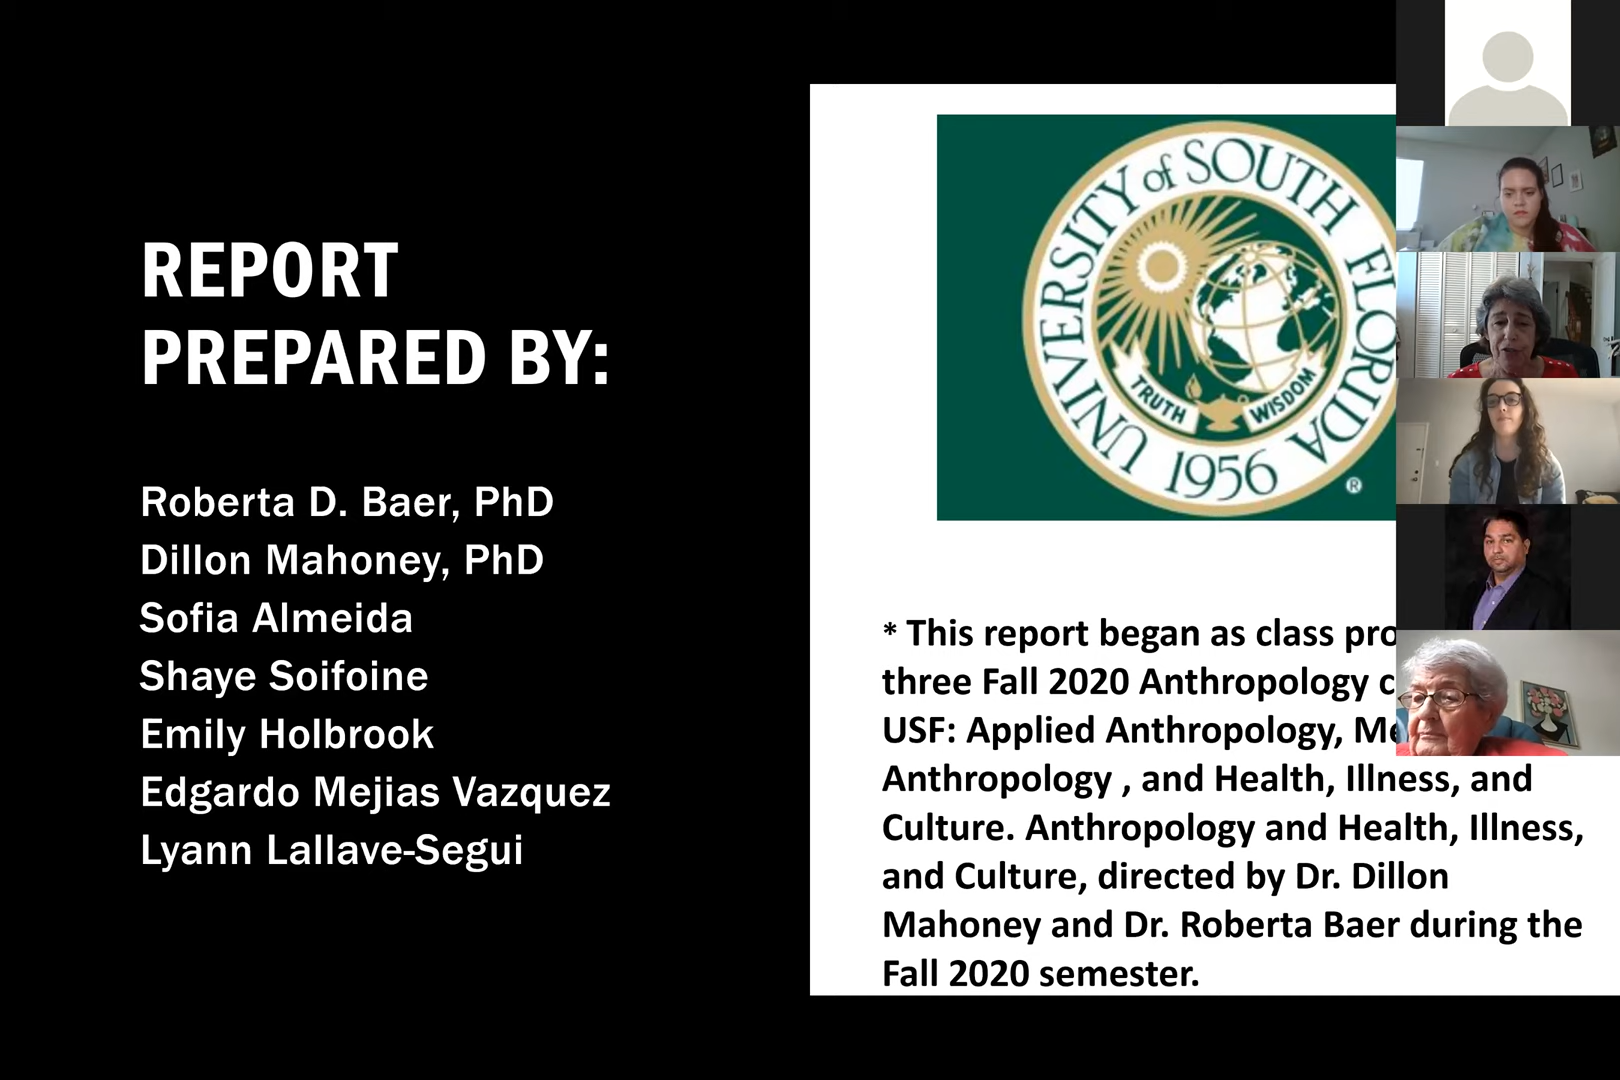 REPORT
PREPARED BY:
Roberta D. Baer, PhD
Dillon Mahoney, PhD
Sofia Almeida
Shaye Soifoine
Emily Holbrook
Edgardo Mejias Vazquez
Lyann Lallave-Segui
UNIVERSITY of SOUTH FLORIDA
TRUTH WISDOM
1956
®
* This report began as class
three Fall 2020 Anthropology
USF: Applied Anthropology,
Anthropology , and Health, Illness, and
Culture. Anthropology and Health, Illness,
and Culture, directed by Dr. Dillon
Mahoney and Dr. Roberta Baer during the
Fall 2020 semester.